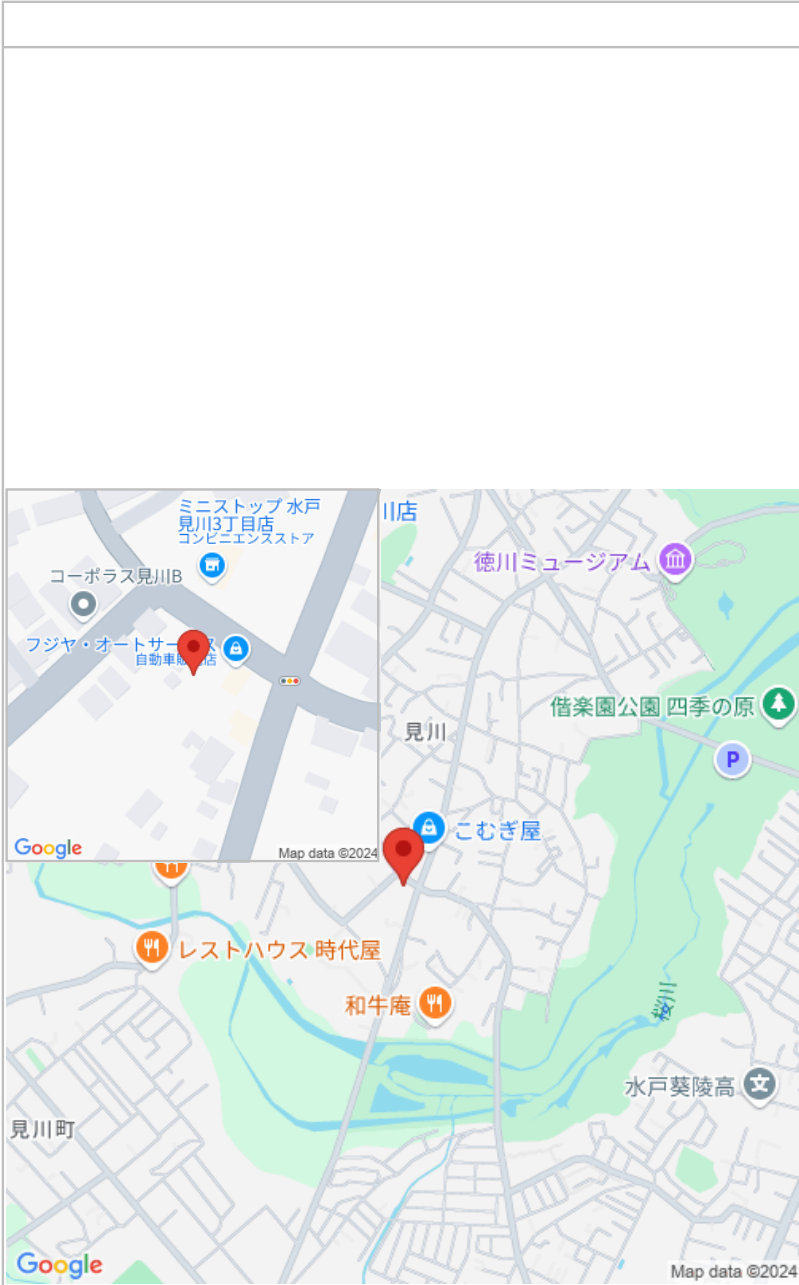 ミニストップ 水戸
見川3丁目店
コンビニエンスストア
コーポラス見川B
フジヤ・オートサー
ス
自動車販
店
Google
Map data ©2024
川店
徳川ミュージアム
偕楽園公園 四季の原
P
見川
こむぎ屋
レストハウス 時代屋
和牛庵
桜川
水戸葵陵高
文
見川町
Google
Map data ©2024